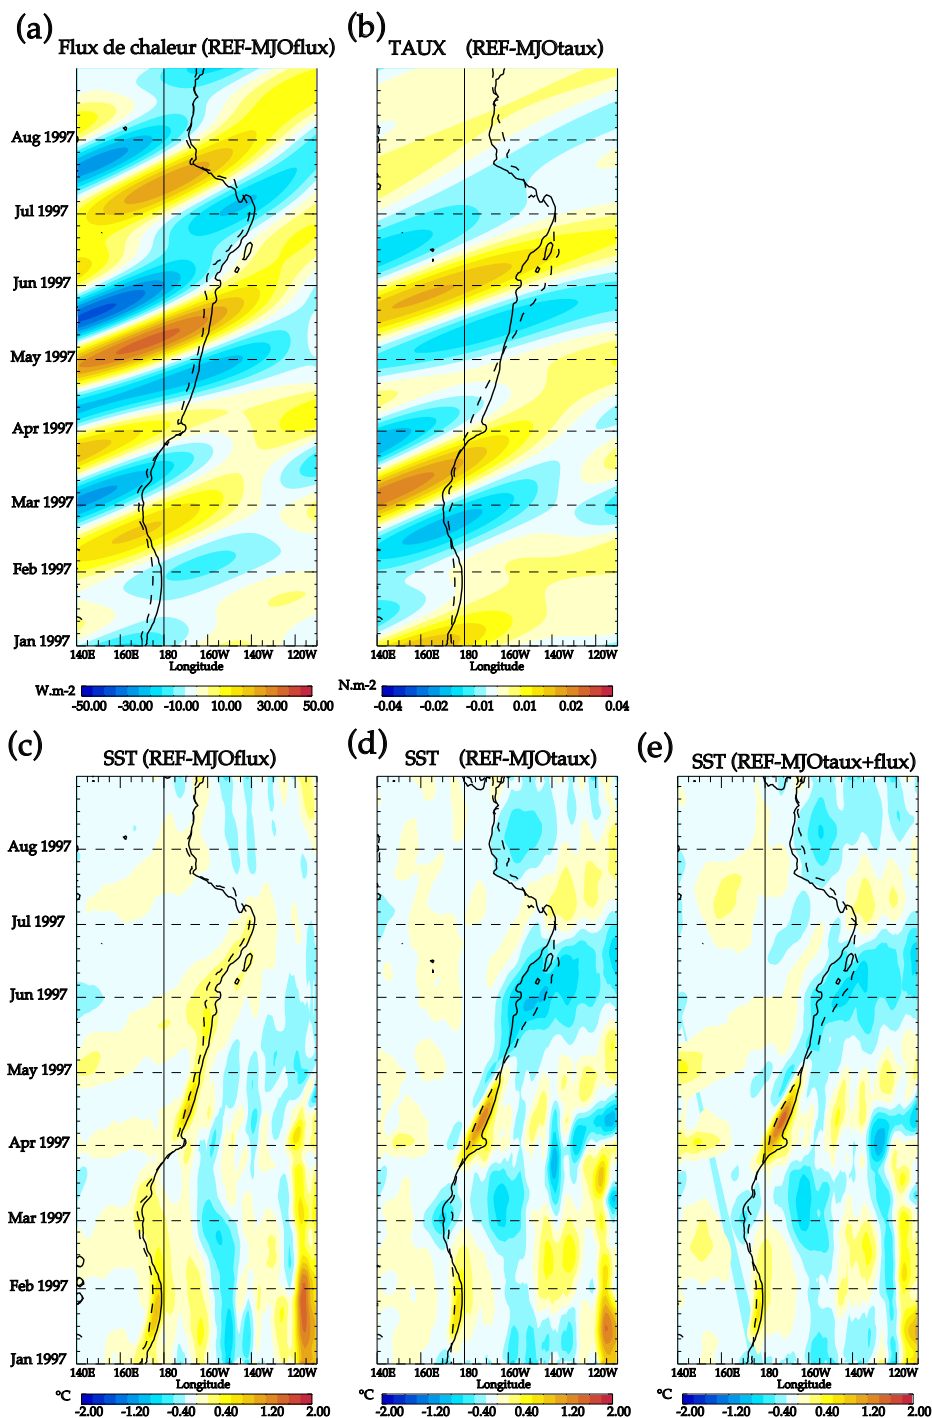 (a)
Flux de chaleur (REF-MJOflux)
Aug 1997
Jul 1997
Jun 1997
May 1997
Apr 1997
Mar 1997
Feb 1997
Jan 1997
140E 160E 180 160W 140W 120W
Longitude
W.m-2
-50.00 -30.00 -10.00 10.00 30.00 50.00
(b)
TAUX (REF-MJOtaux)
140E 160E 180 160W 140W 120W
Longitude
N.m-2
-0.04 -0.02 -0.01 0.01 0.02 0.04
(c)
SST (REF-MJOflux)
Aug 1997
Jul 1997
Jun 1997
May 1997
Apr 1997
Mar 1997
Feb 1997
Jan 1997
140E 160E 180 160W 140W 120W
Longitude
°C
-2.00 -1.20 -0.40 0.40 1.20 2.00
(d)
SST (REF-MJOtaux)
140E 160E 180 160W 140W 120W
Longitude
°C
-2.00 -1.20 -0.40 0.40 1.20 2.00
(e)
SST (REF-MJOtaux+flux)
140E 160E 180 160W 140W 120W
Longitude
°C
-2.00 -1.20 -0.40 0.40 1.20 2.00